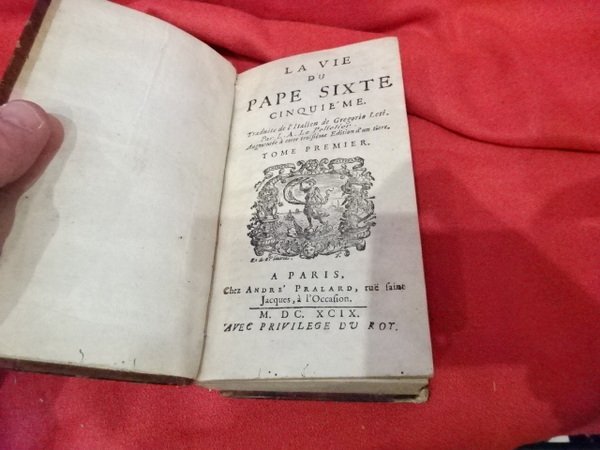 LA VIE
DU
PAPE SIXTE
CINQUIE'ME.
Traduite de l'Italien de Gregorio Leti.
Par L. A. Le Pelletier.
Augmentée à cette troisième Edition d'un tiers.
TOME PREMIER.
A PARIS,
Chez ANDRE' PRALARD, ruë saint
Jacques, à l'Occasion.
M. DC. XCIX.
AVEC PRIVILEGE DU ROY.